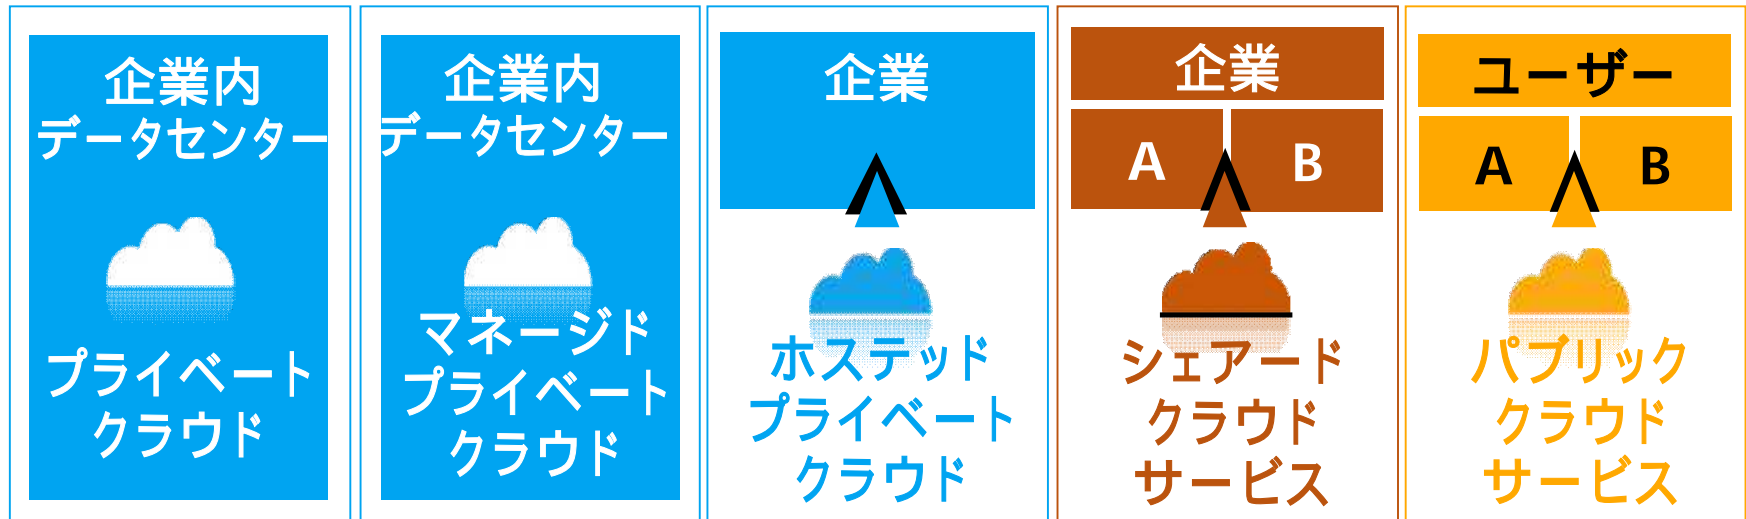 企業内
データセンター
プライベート
クラウド
企業内
データセンター
マネージド
プライベート
クラウド
企業
ホステッド
プライベート
クラウド
企業
A
B
シェアード
クラウド
サービス
ユーザー
A
B
パブリック
クラウド
サービス